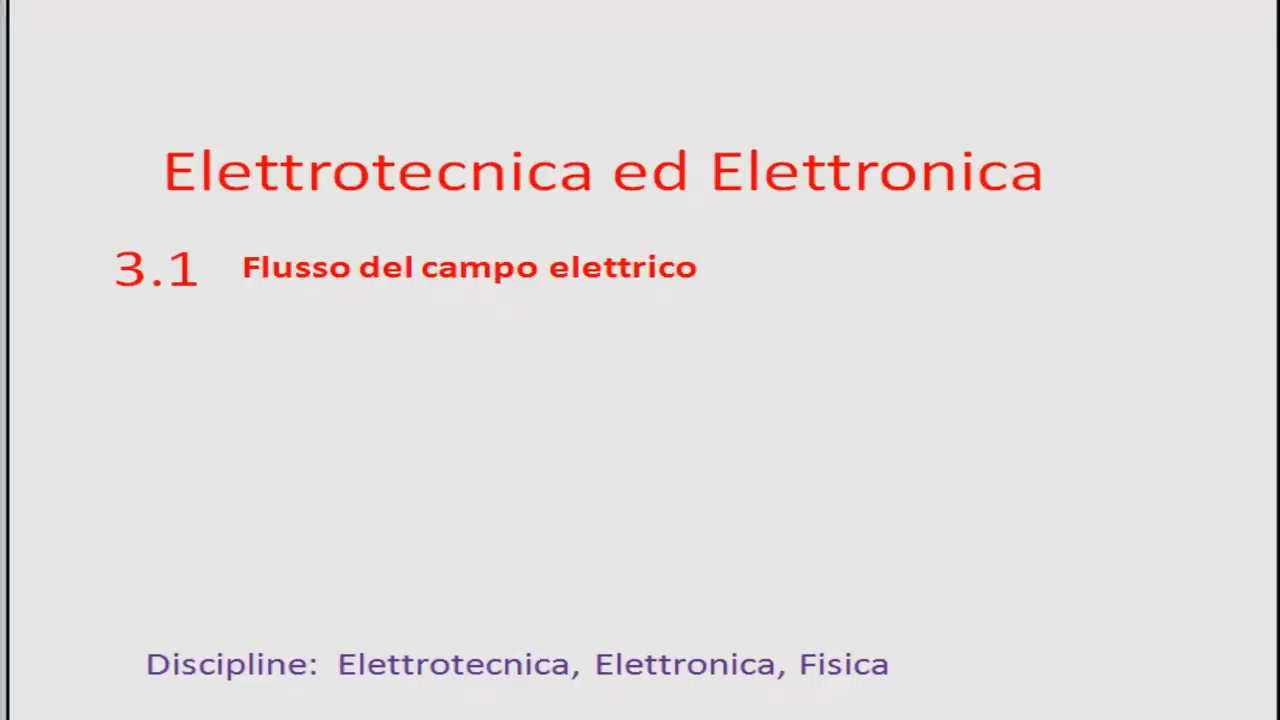 Elettrotecnica ed Elettronica
3.1 Flusso del campo elettrico
Discipline: Elettrotecnica, Elettronica, Fisica